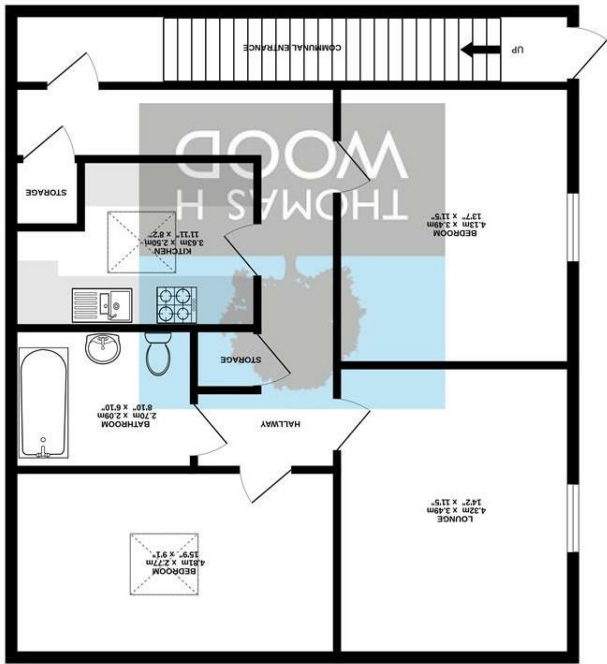 LOUNGE
4.32m x 3.49m
14'2" x 11'5"
BEDROOM
4.81m x 2.77m
15'9" x 9'1"
HALLWAY
BATHROOM
2.70m x 2.09m
8'10" x 6'10"
STORAGE
BEDROOM
4.13m x 3.49m
13'7" x 11'5"
KITCHEN
3.63m x 2.50m
11'11" x 8'2"
STORAGE
THOMAS H
WOOD
UP
COMMUNAL ENTRANCE